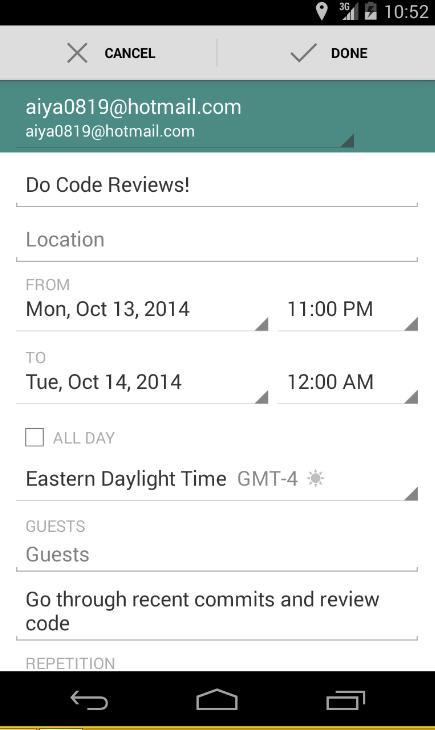 3G 10:52
CANCEL DONE
aiya0819@hotmail.com
aiya0819@hotmail.com
Do Code Reviews!
Location
FROM
Mon, Oct 13, 2014 11:00 PM
TO
Tue, Oct 14, 2014 12:00 AM
ALL DAY
Eastern Daylight Time GMT-4
GUESTS
Guests
Go through recent commits and review
code
REPETITION